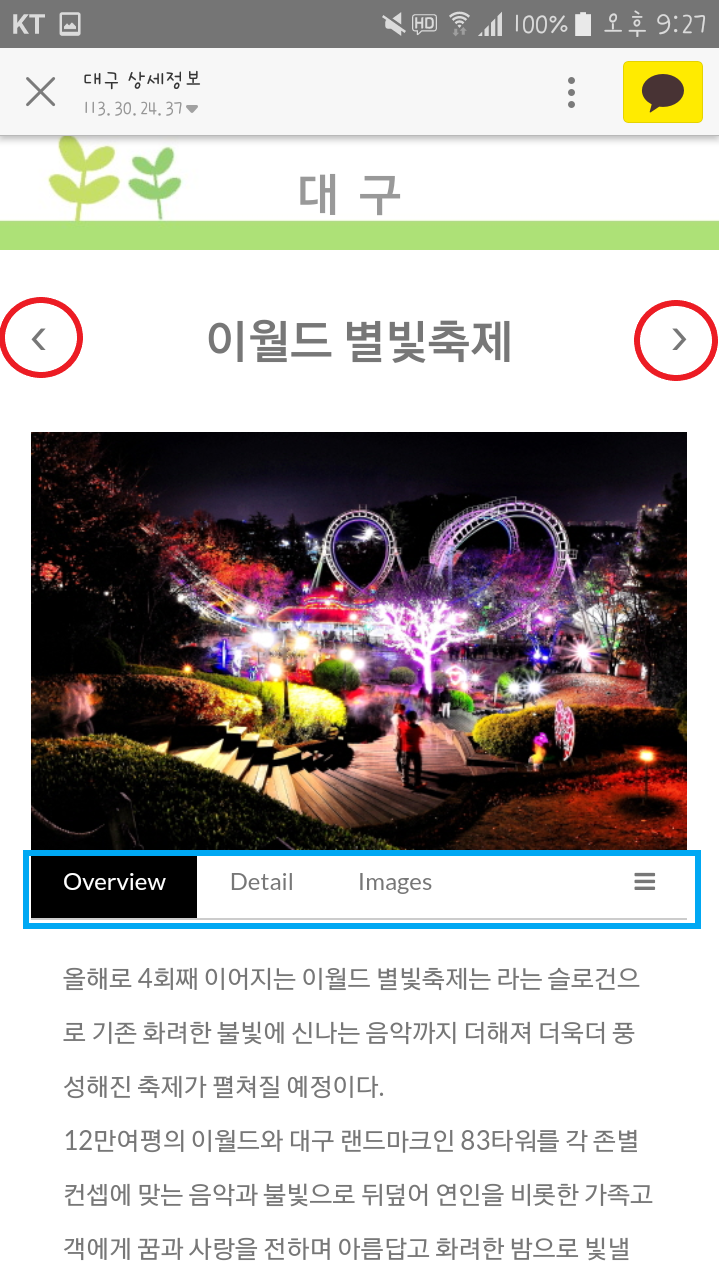 KT HD 100% 오후 9:27
대구 상세정보
113.30.24.37
대 구
이월드 별빛축제
Overview Detail Images
올해로 4회째 이어지는 이월드 별빛축제는 라는 슬로건으
로 기존 화려한 불빛에 신나는 음악까지 더해져 더욱더 풍
성해진 축제가 펼쳐질 예정이다.
12만여평의 이월드와 대구 랜드마크인 83타워를 각 존별
컨셉에 맞는 음악과 불빛으로 뒤덮어 연인을 비롯한 가족고
객에게 꿈과 사랑을 전하며 아름답고 화려한 밤으로 빛낼